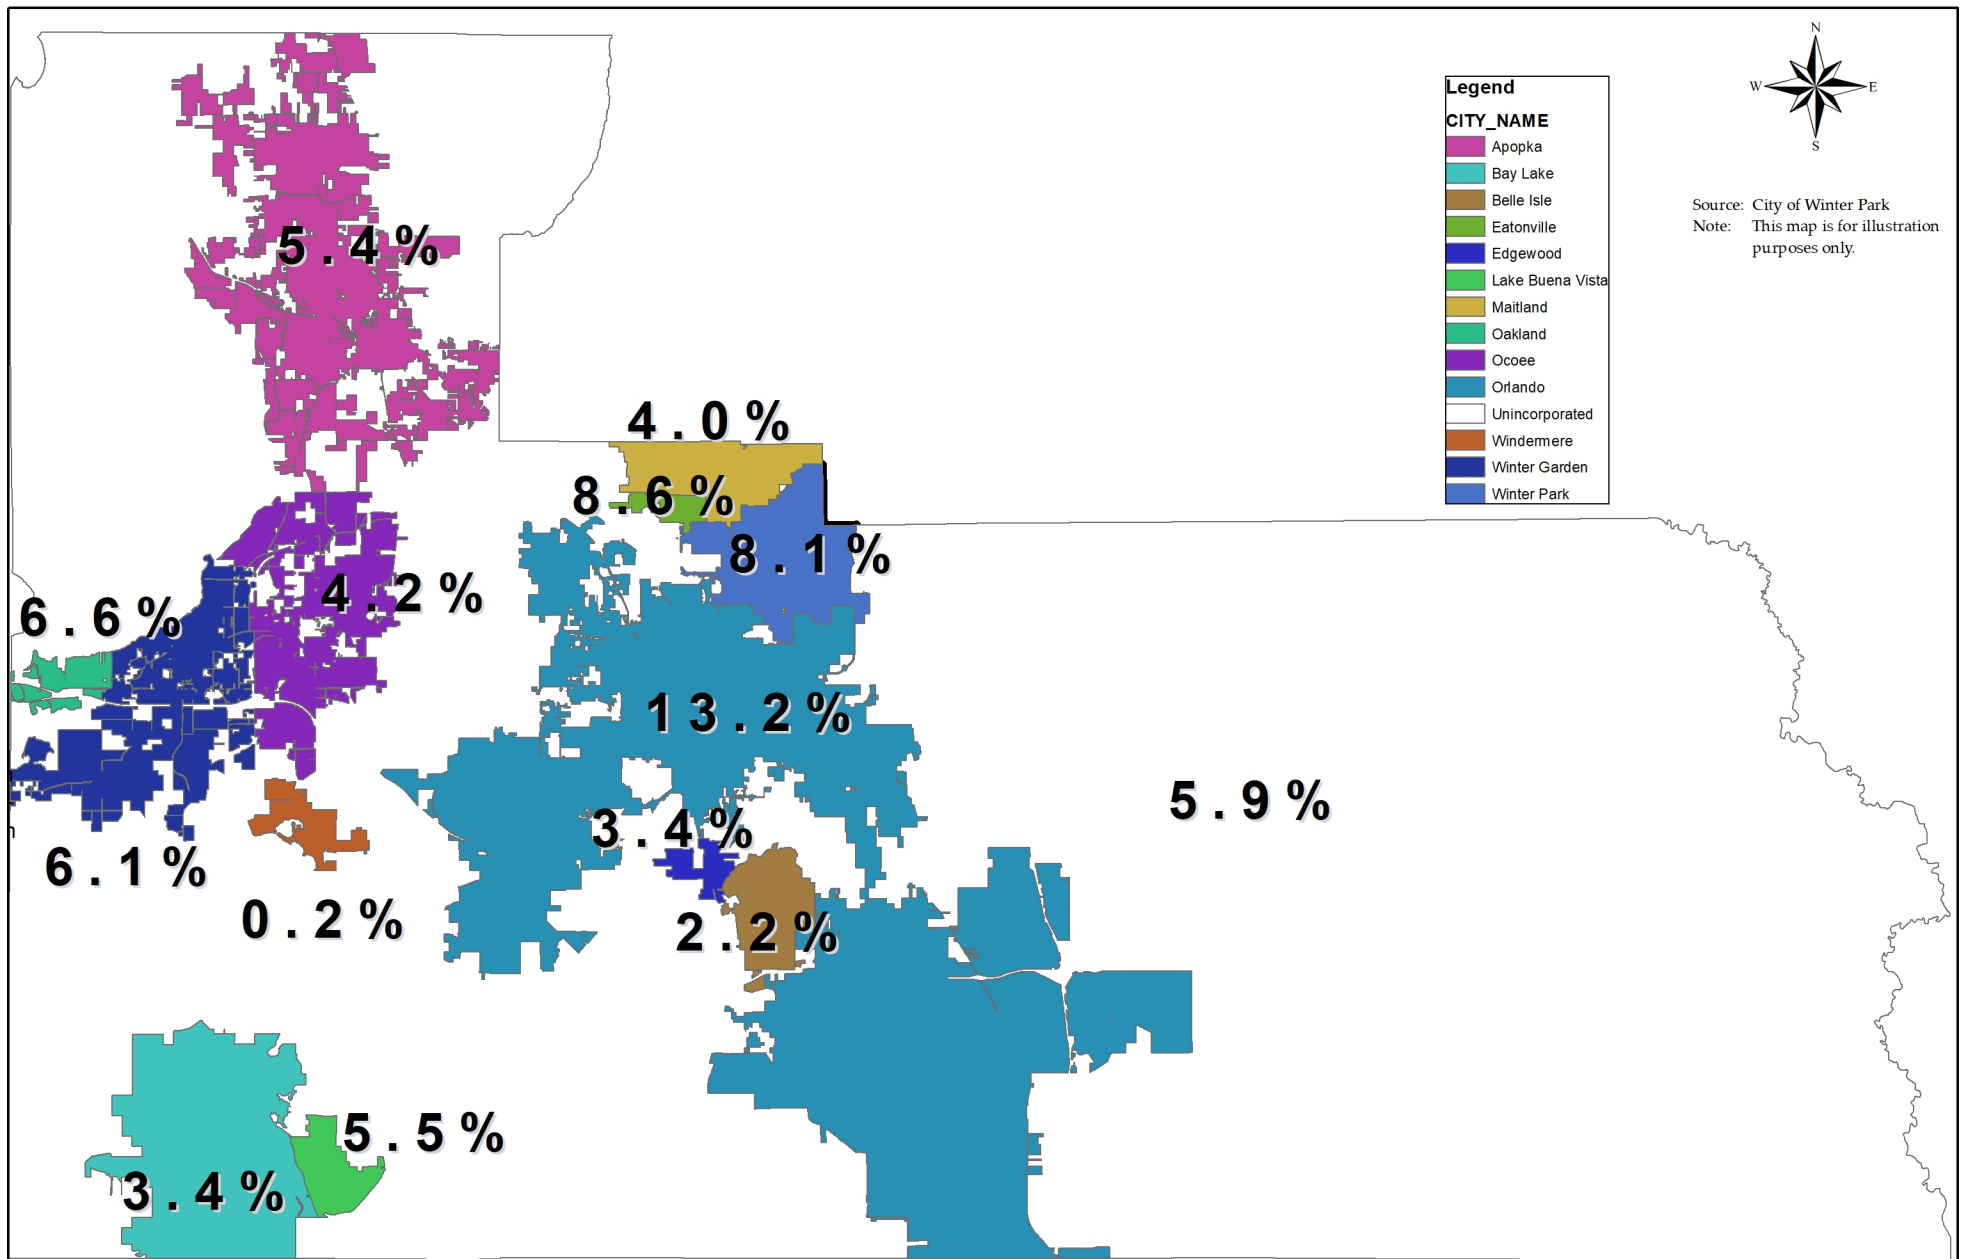 N
W E
S
Legend
CITY_NAME
Apopka
Bay Lake
Belle Isle
Eatonville
Edgewood
Lake Buena Vista
Maitland
Oakland
Ocoee
Orlando
Unincorporated
Windermere
Winter Garden
Winter Park
Source: City of Winter Park
Note: This map is for illustration
purposes only.
5.4%
4.0%
8.6%
8.1%
4.2%
6.6%
13.2%
5.9%
3.4%
6.1%
0.2%
2.2%
5.5%
3.4%